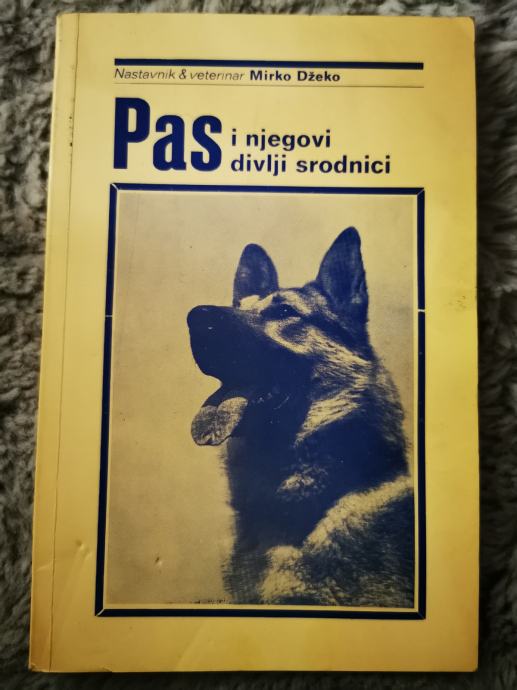 Nastavnik & veterinar Mirko Džeko
Pas i njegovi
divlji srodnici